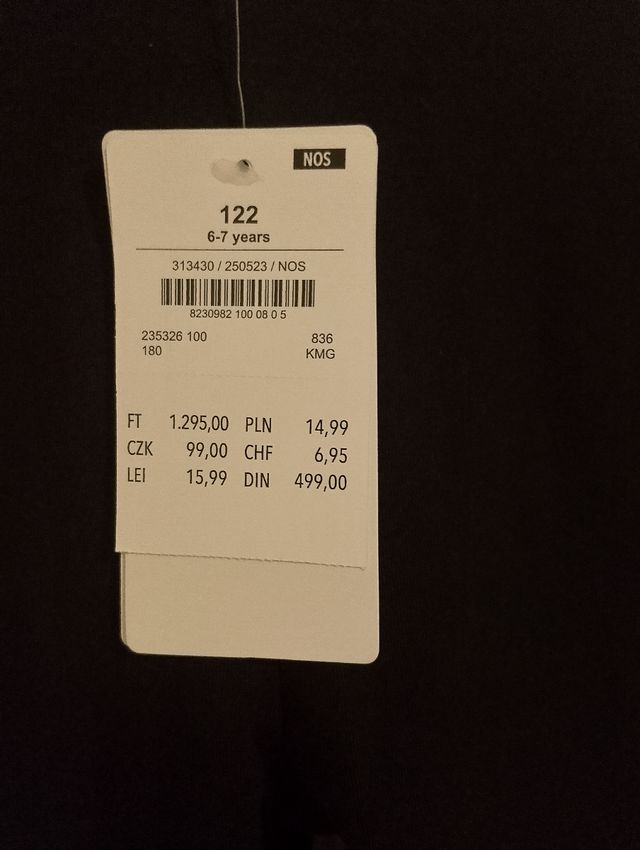 NOS
122
6-7 years
313430 / 250523 / NOS
8230982 100 08 0 5
235326 100 836
180 KMG
FT 1.295,00 PLN 14,99
CZK 99,00 CHF 6,95
LEI 15,99 DIN 499,00